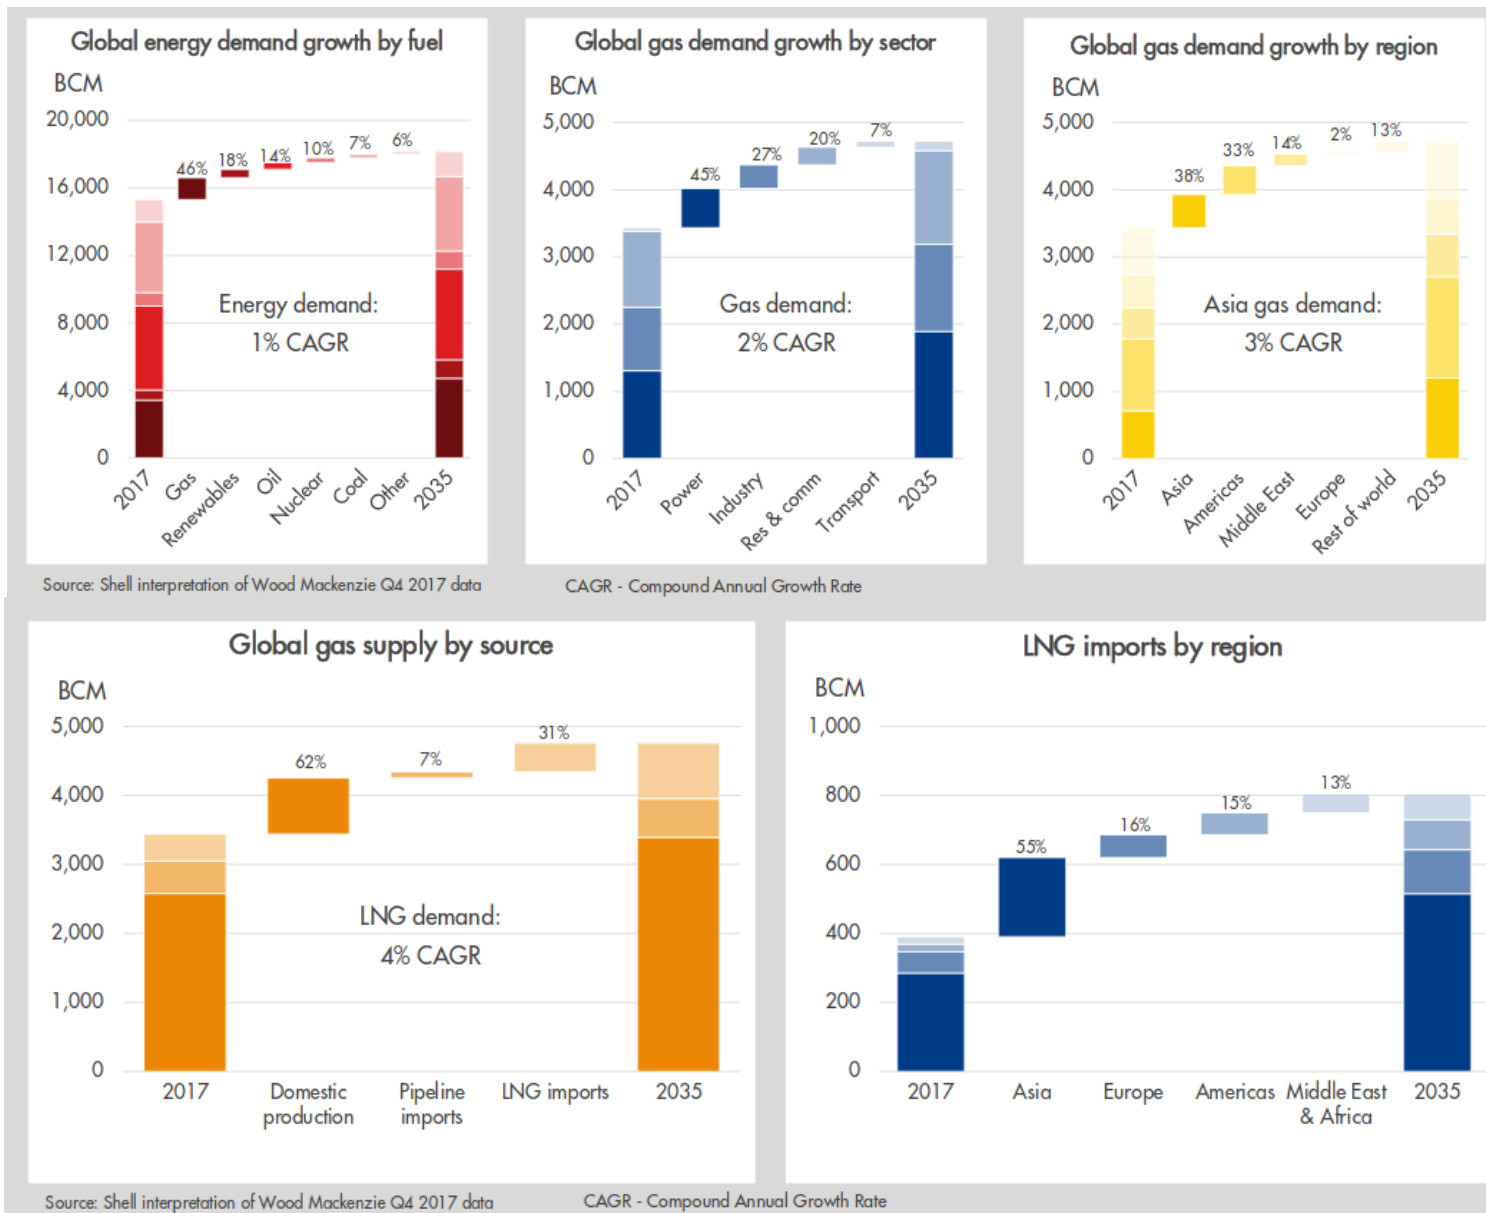 Global energy demand growth by fuel
BCM
20,000
16,000
12,000
8,000
4,000
0
46%
18%
14%
10%
7%
6%
Energy demand:
1% CAGR
2017
Gas
Renewables
Oil
Nuclear
Coal
Other
2035
Global gas demand growth by sector
BCM
5,000
4,000
3,000
2,000
1,000
0
45%
27%
20%
7%
Gas demand:
2% CAGR
2017
Power
Industry
Res & comm
Transport
2035
Global gas demand growth by region
BCM
5,000
4,000
3,000
2,000
1,000
0
38%
33%
14%
2%
13%
Asia gas demand:
3% CAGR
2017
Asia
Americas
Middle East
Europe
Rest of world
2035
Source: Shell interpretation of Wood Mackenzie Q4 2017 data
CAGR - Compound Annual Growth Rate
Global gas supply by source
BCM
5,000
4,000
3,000
2,000
1,000
0
62%
7%
31%
LNG demand:
4% CAGR
2017
Domestic
production
Pipeline
imports
LNG imports
2035
LNG imports by region
BCM
1,000
800
600
400
200
0
55%
16%
15%
13%
2017
Asia
Europe
Americas
Middle East
& Africa
2035
Source: Shell interpretation of Wood Mackenzie Q4 2017 data
CAGR - Compound Annual Growth Rate